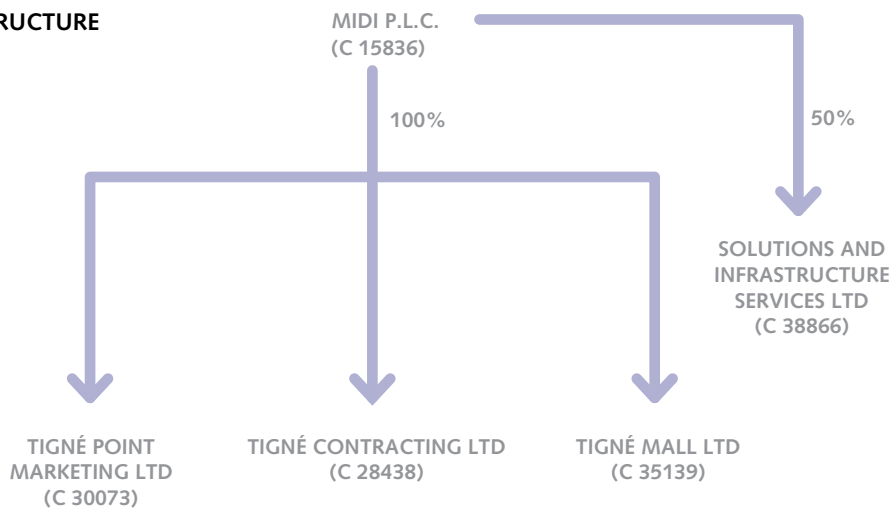 RUCTURE
MIDI P.L.C.
(C 15836)
100%
50%
SOLUTIONS AND
INFRASTRUCTURE
SERVICES LTD
(C 38866)
TIGNÉ POINT
MARKETING LTD
(C 30073)
TIGNÉ CONTRACTING LTD
(C 28438)
TIGNÉ MALL LTD
(C 35139)